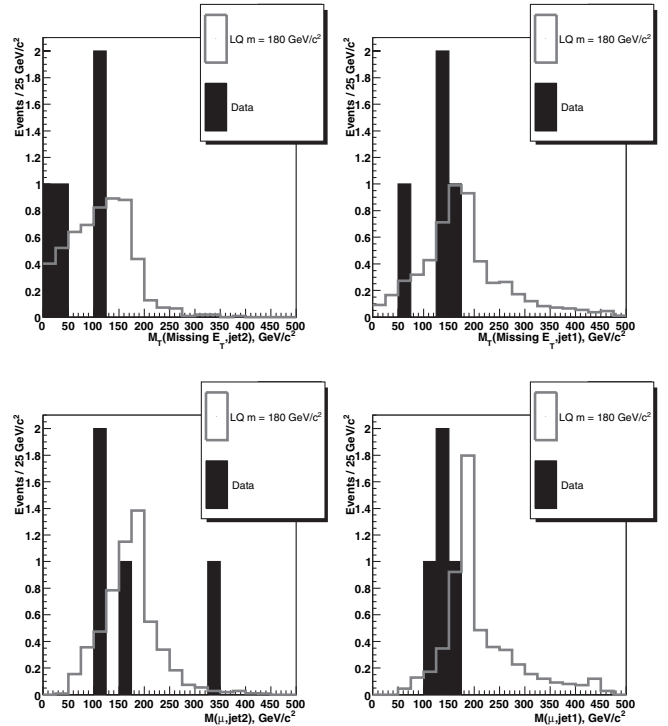 Events / 25 GeV/c²
2
1.8
1.6
1.4
1.2
1
0.8
0.6
0.4
0.2
0
0 50 100 150 200 250 300 350 400 450 500
M_T(Missing E_T,jet2), GeV/c²
LQ m = 180 GeV/c²
Data
Events / 25 GeV/c²
2
1.8
1.6
1.4
1.2
1
0.8
0.6
0.4
0.2
0
0 50 100 150 200 250 300 350 400 450 500
M_T(Missing E_T,jet1), GeV/c²
LQ m = 180 GeV/c²
Data
Events / 25 GeV/c²
2
1.8
1.6
1.4
1.2
1
0.8
0.6
0.4
0.2
0
0 50 100 150 200 250 300 350 400 450 500
M(μ,jet2), GeV/c²
LQ m = 180 GeV/c²
Data
Events / 25 GeV/c²
2
1.8
1.6
1.4
1.2
1
0.8
0.6
0.4
0.2
0
0 50 100 150 200 250 300 350 400 450 500
M(μ,jet1), GeV/c²
LQ m = 180 GeV/c²
Data